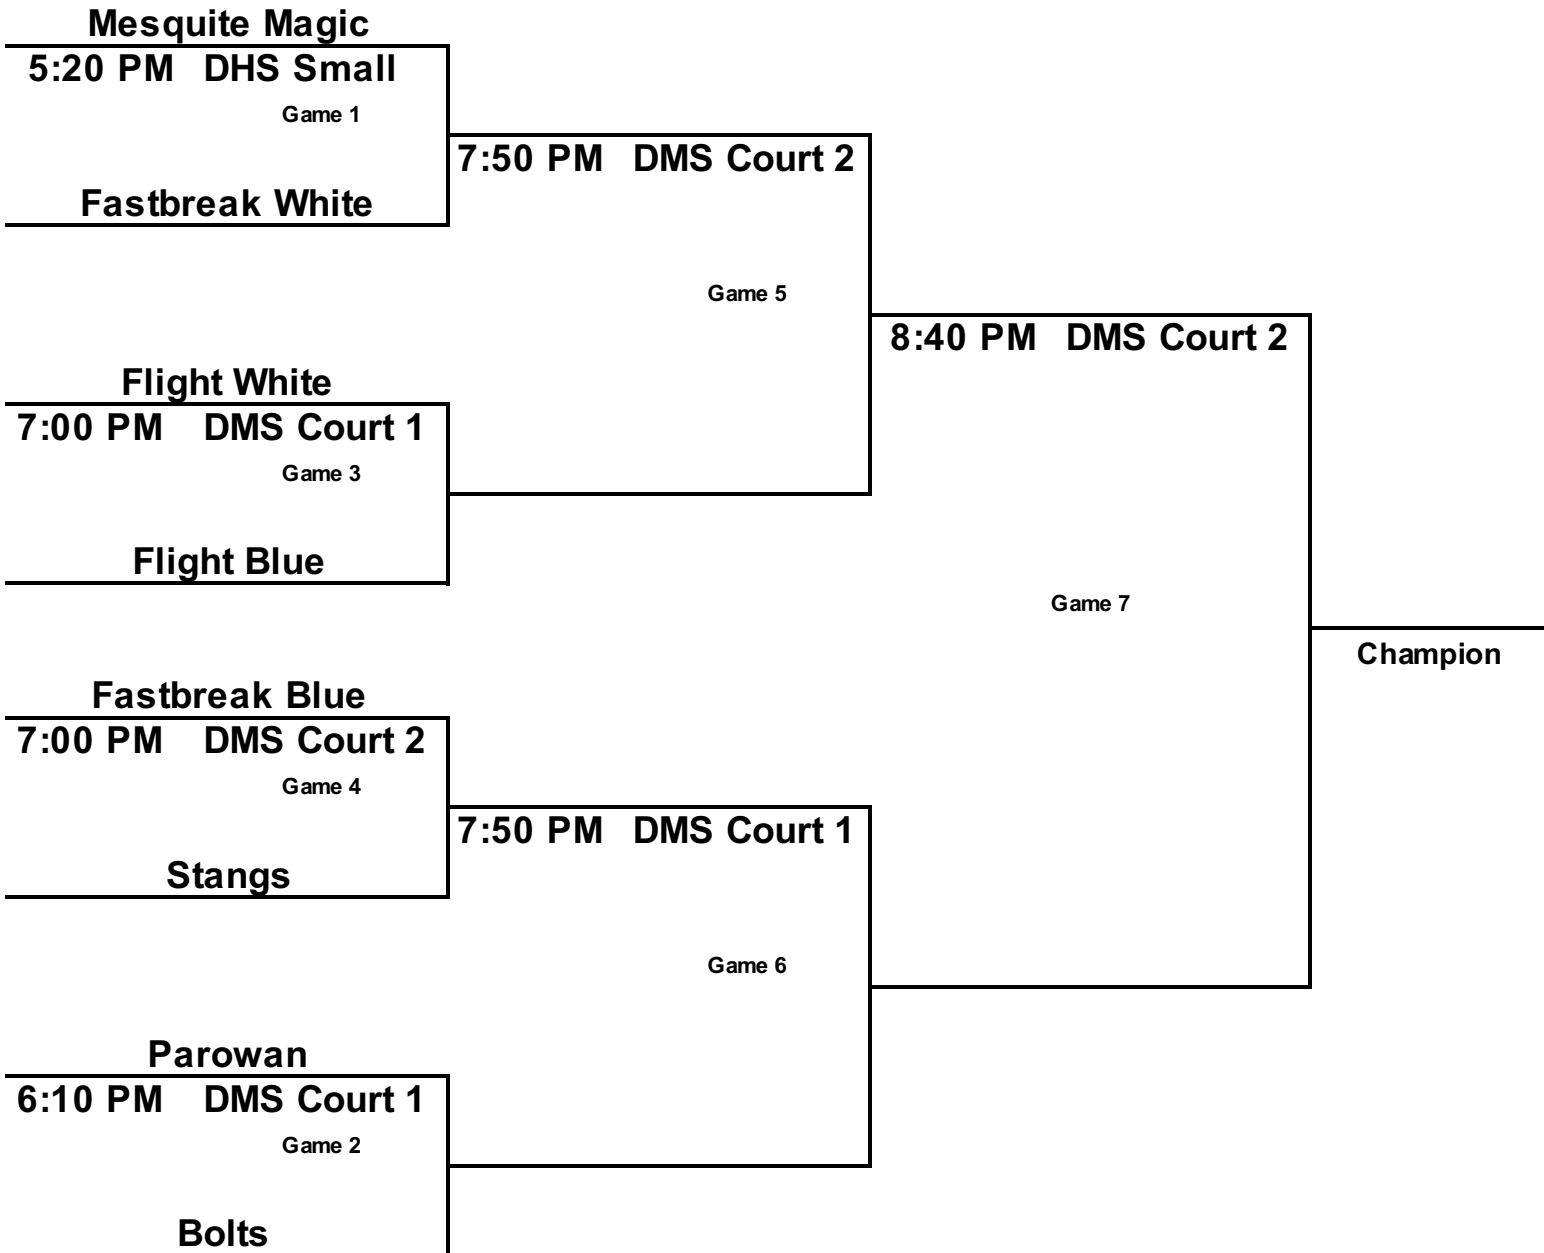 Mesquite Magic
5:20 PM DHS Small
Game 1
7:50 PM DMS Court 2
Fastbreak White
Game 5
8:40 PM DMS Court 2
Flight White
7:00 PM DMS Court 1
Game 3
Flight Blue
Game 7
Champion
Fastbreak Blue
7:00 PM DMS Court 2
Game 4
7:50 PM DMS Court 1
Stangs
Game 6
Parowan
6:10 PM DMS Court 1
Game 2
Bolts